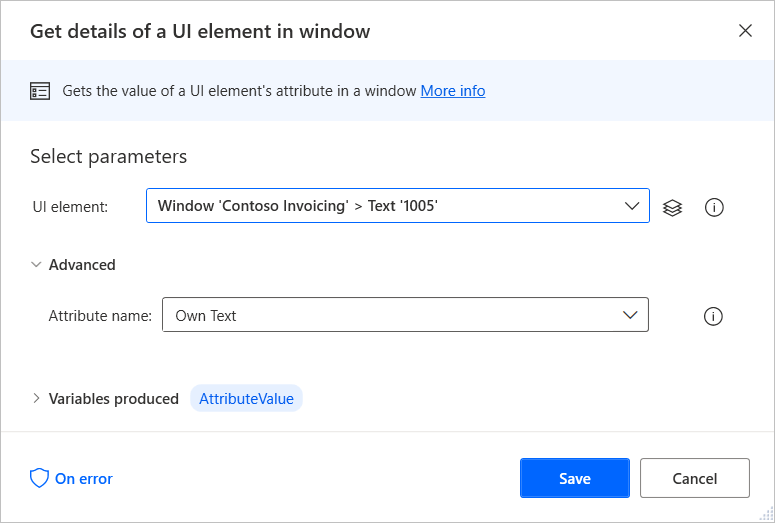 Get details of a UI element in window
Gets the value of a UI element's attribute in a window More info
Select parameters
UI element: Window 'Contoso Invoicing' > Text '1005'
Advanced
Attribute name: Own Text
Variables produced AttributeValue
On error Save Cancel